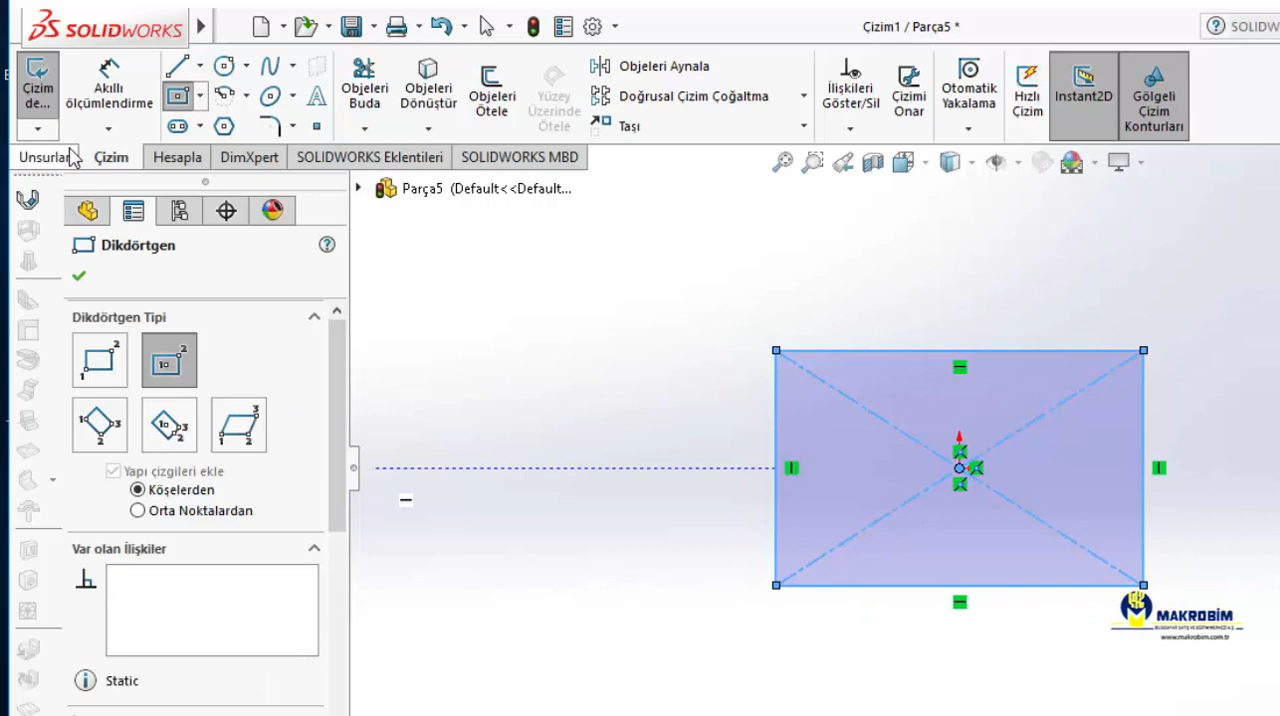 SOLIDWORKS
Çizim1 / Parça5 *
SOLIDW
Çizim
de...
Akıllı
ölçümlendirme
Objeleri
Buda
Objeleri
Dönüştür
Objeleri
Ötele
Yüzey
Üzerinde
Ötele
Objeleri Aynala
Doğrusal Çizim Çoğaltma
Taşı
İlişkileri
Göster/Sil
Çizimi
Onar
Otomatik
Yakalama
Hızlı
Çizim
Instant2D
Gölgeli
Çizim
Konturları
Unsurlar
Çizim
Hesapla
DimXpert
SOLIDWORKS Eklentileri
SOLIDWORKS MBD
Parça5 (Default<<Default...
Dikdörtgen
Dikdörtgen Tipi
Yapı çizgileri ekle
Köşelerden
Orta Noktalardan
Var olan İlişkiler
Static
MAKROBİM
www.makrobim.com.tr